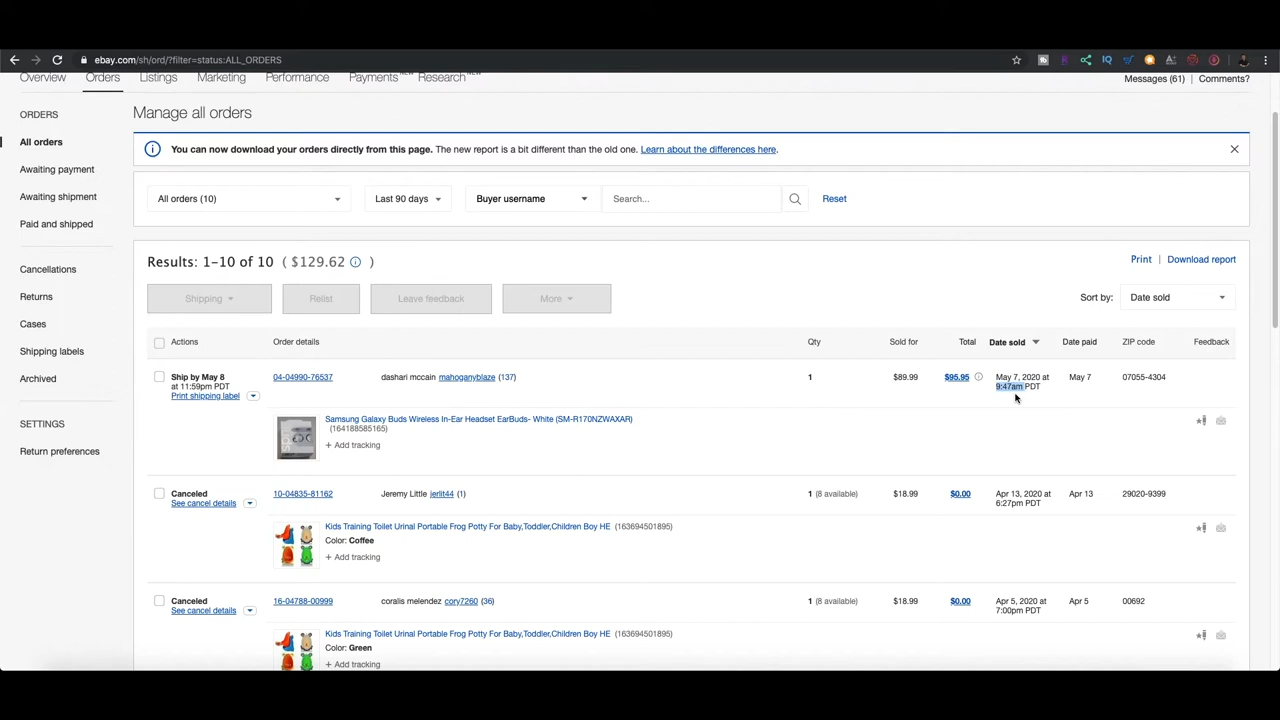 ebay.com/sh/ord/?filter=status:ALL_ORDERS
Overview Orders Listings Marketing Performance Payments NEW Research NEW Messages (61) Comments?
ORDERS
All orders
Awaiting payment
Awaiting shipment
Paid and shipped
Cancellations
Returns
Cases
Shipping labels
Archived
SETTINGS
Return preferences
Manage all orders
You can now download your orders directly from this page. The new report is a bit different than the old one. Learn about the differences here.
All orders (10) Last 90 days Buyer username Search... Reset
Results: 1-10 of 10 ( $129.62 )
Print | Download report
Shipping Relist Leave feedback More
Sort by: Date sold
Actions Order details Qty Sold for Total Date sold Date paid ZIP code Feedback
Ship by May 8 04-04990-76537 dashari mccain mahoganyblaze (137) 1 $89.99 $95.95 May 7, 2020 at May 7 07055-4304
at 11:59pm PDT 9:47am PDT
Print shipping label
Samsung Galaxy Buds Wireless In-Ear Headset EarBuds- White (SM-R170NZWAXAR)
(164188585165)
+ Add tracking
Canceled 10-04835-81162 Jeremy Little jerlit44 (1) 1 (8 available) $18.99 $0.00 Apr 13, 2020 at Apr 13 29020-9399
See cancel details 6:27pm PDT
Kids Training Toilet Urinal Portable Frog Potty For Baby,Toddler,Children Boy HE (163694501895)
Color: Coffee
+ Add tracking
Canceled 16-04788-00999 coralis melendez cory7260 (36) 1 (8 available) $18.99 $0.00 Apr 5, 2020 at Apr 5 00692
See cancel details 7:00pm PDT
Kids Training Toilet Urinal Portable Frog Potty For Baby,Toddler,Children Boy HE (163694501895)
Color: Green
+ Add tracking